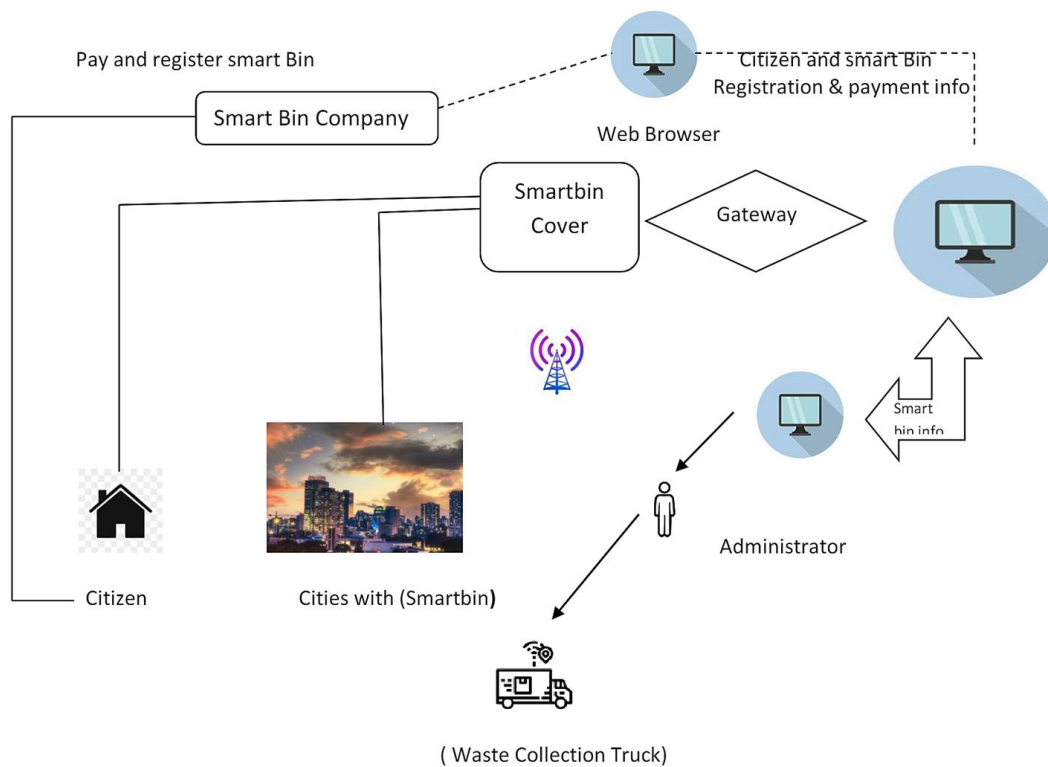 Pay and register smart Bin
Citizen and smart Bin
Registration & payment info
Smart Bin Company
Web Browser
Smartbin
Cover
Gateway
Smart
bin info
Administrator
Citizen
Cities with (Smartbin)
( Waste Collection Truck)